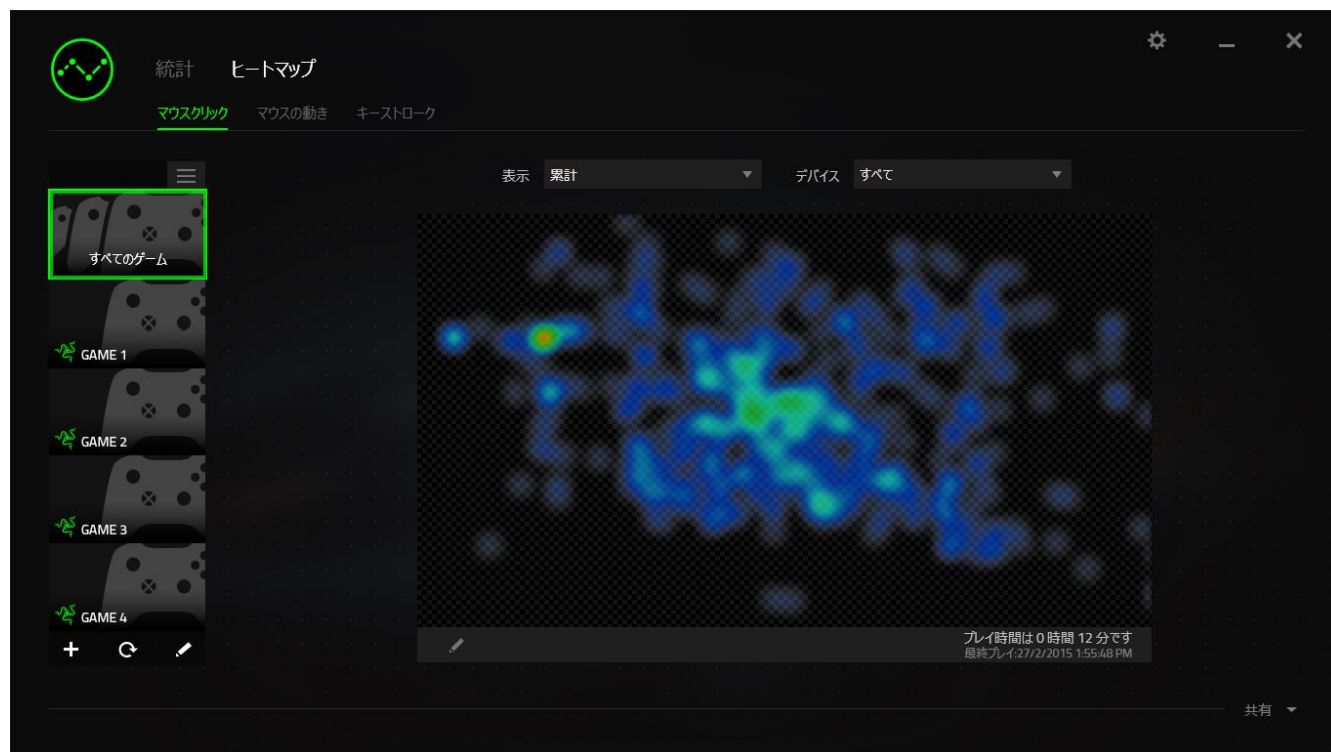 統計 ヒートマップ
マウスクリック マウスの動き キーストローク
表示 累計 デバイス すべて
すべてのゲーム
GAME 1
GAME 2
GAME 3
GAME 4
プレイ時間は 0 時間 12 分です
最終プレイ:27/2/2015 1:55:48 PM
共有